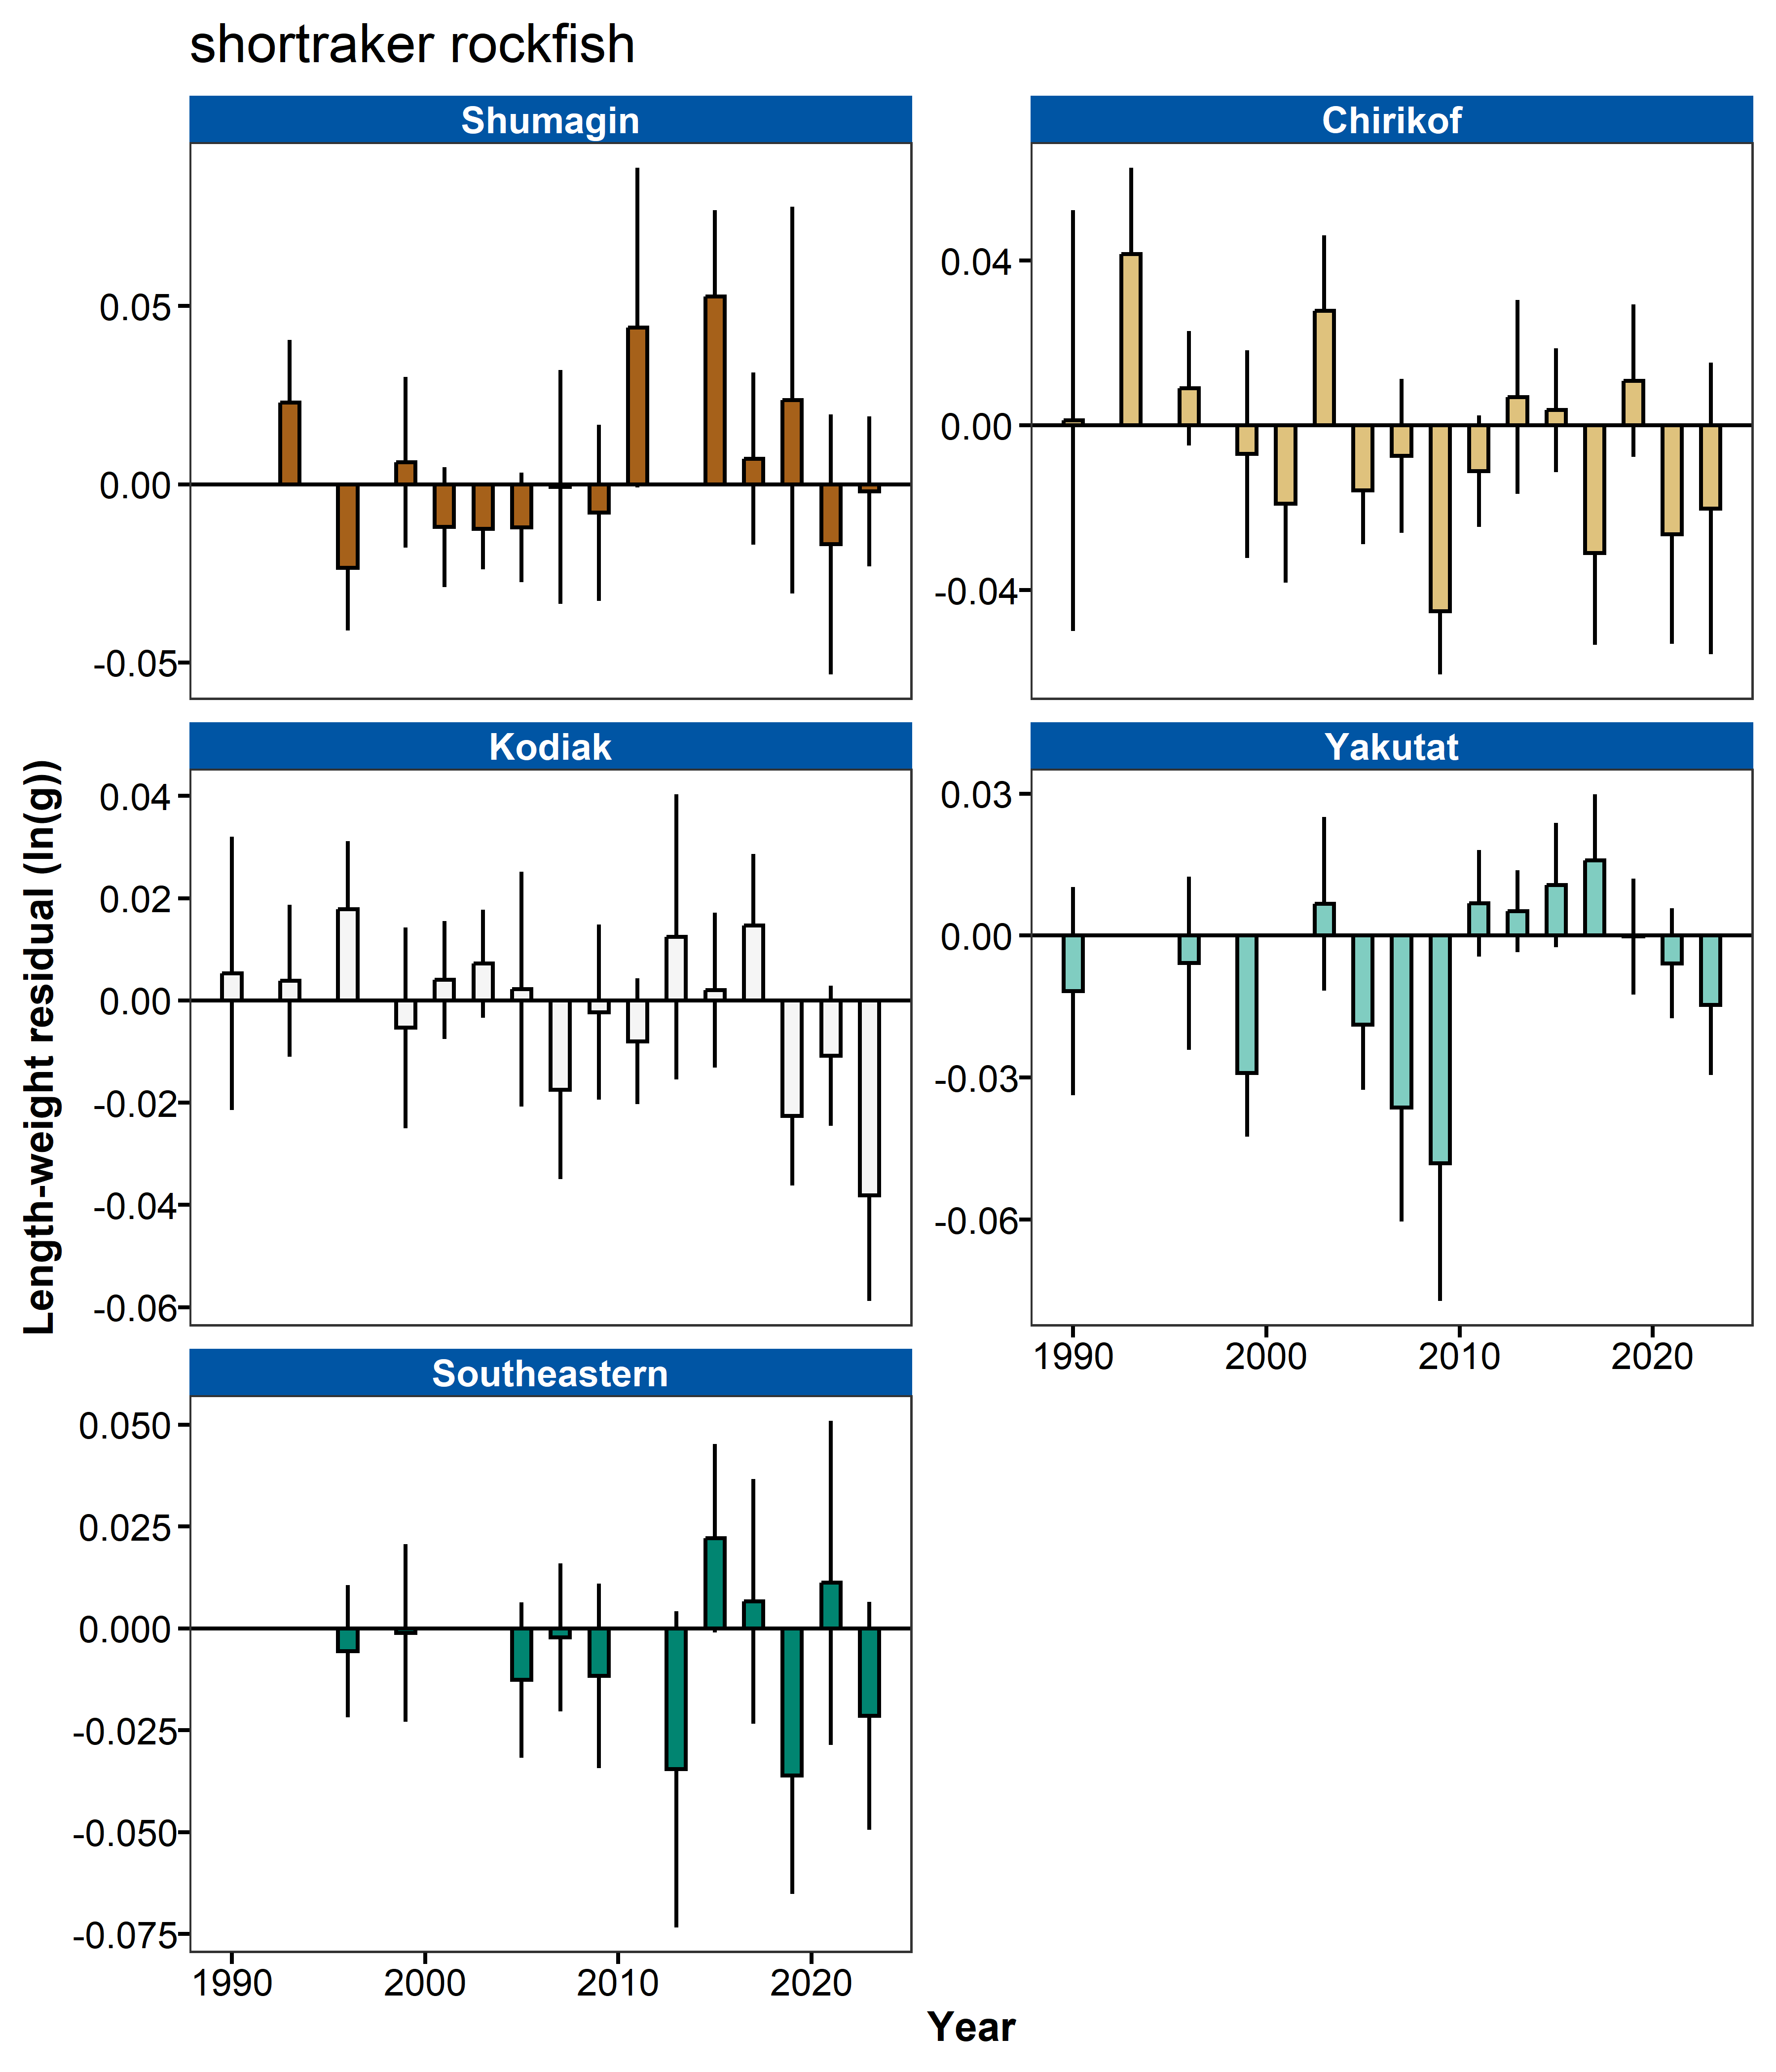 shortraker rockfish
Shumagin
Chirikof
0.05
0.00
-0.05
0.04
0.00
-0.04
Kodiak
Yakutat
0.04
0.02
0.00
-0.02
-0.04
-0.06
0.03
0.00
-0.03
-0.06
1990 2000 2010 2020
Length-weight residual (ln(g))
Southeastern
0.050
0.025
0.000
-0.025
-0.050
-0.075
1990 2000 2010 2020
Year